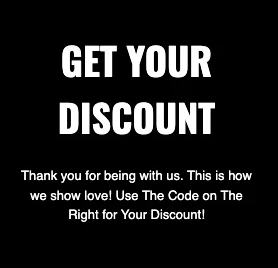 GET YOUR
DISCOUNT
Thank you for being with us. This is how
we show love! Use The Code on The
Right for Your Discount!